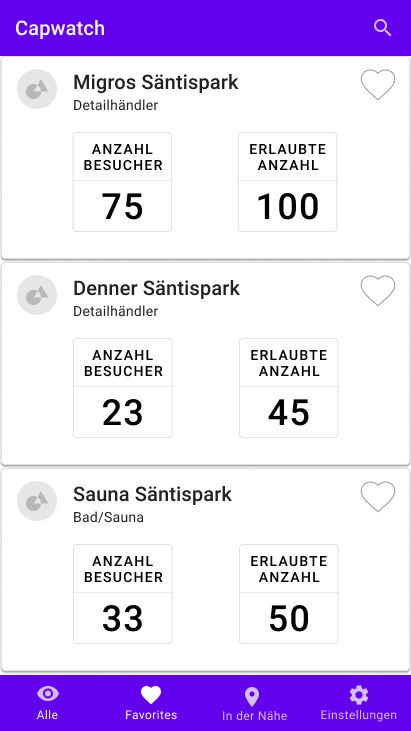 Capwatch
Migros Säntispark
Detailhändler
ANZAHL
BESUCHER
ERLAUBTE
ANZAHL
75
100
Denner Säntispark
Detailhändler
ANZAHL
BESUCHER
ERLAUBTE
ANZAHL
23
45
Sauna Säntispark
Bad/Sauna
ANZAHL
BESUCHER
ERLAUBTE
ANZAHL
33
50
Alle
Favorites
In der Nähe
Einstellungen